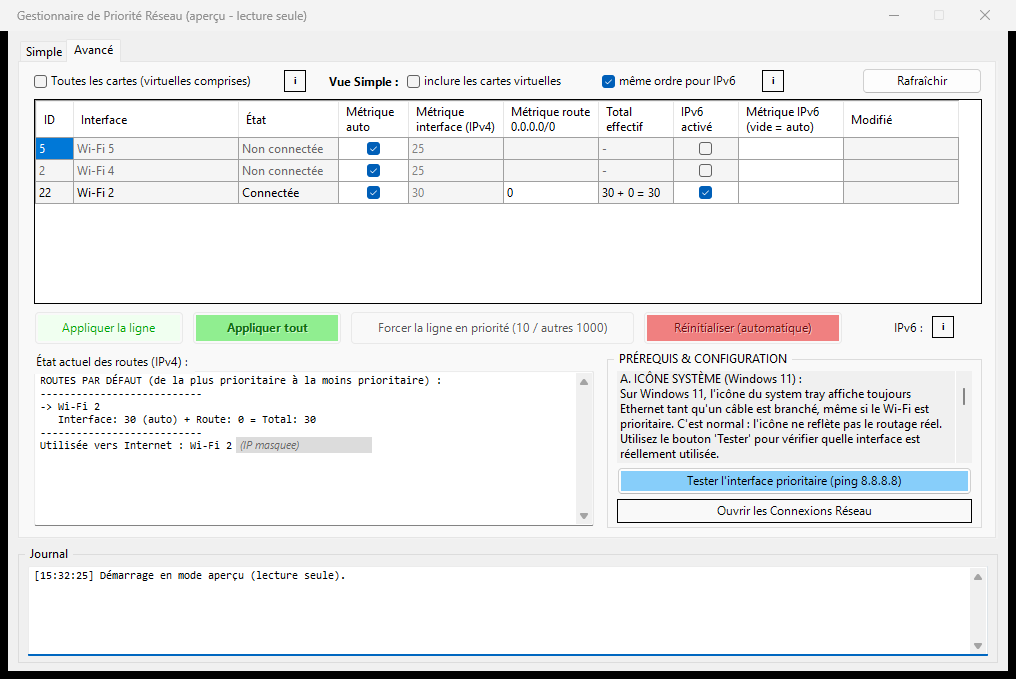 Gestionnaire de Priorité Réseau (aperçu - lecture seule)
Simple Avancé
Toutes les cartes (virtuelles comprises) i Vue Simple : inclure les cartes virtuelles même ordre pour IPv6 i Rafraîchir
ID Interface État Métrique auto Métrique interface (IPv4) Métrique route 0.0.0.0/0 Total effectif IPv6 activé Métrique IPv6 (vide = auto) Modifié
5 Wi-Fi 5 Non connectée 25 -
2 Wi-Fi 4 Non connectée 25 -
22 Wi-Fi 2 Connectée 30 0 30 + 0 = 30
Appliquer la ligne Appliquer tout Forcer la ligne en priorité (10 / autres 1000) Réinitialiser (automatique) IPv6 : i
État actuel des routes (IPv4) :
ROUTES PAR DÉFAUT (de la plus prioritaire à la moins prioritaire) :
---------------------------
-> Wi-Fi 2
Interface: 30 (auto) + Route: 0 = Total: 30
---------------------------
Utilisée vers Internet : Wi-Fi 2 (IP masquee)
PRÉREQUIS & CONFIGURATION
A. ICÔNE SYSTÈME (Windows 11) :
Sur Windows 11, l'icône du system tray affiche toujours
Ethernet tant qu'un câble est branché, même si le Wi-Fi est
prioritaire. C'est normal : l'icône ne reflète pas le routage réel.
Utilisez le bouton 'Tester' pour vérifier quelle interface est
réellement utilisée.
Tester l'interface prioritaire (ping 8.8.8.8)
Ouvrir les Connexions Réseau
Journal
[15:32:25] Démarrage en mode aperçu (lecture seule).